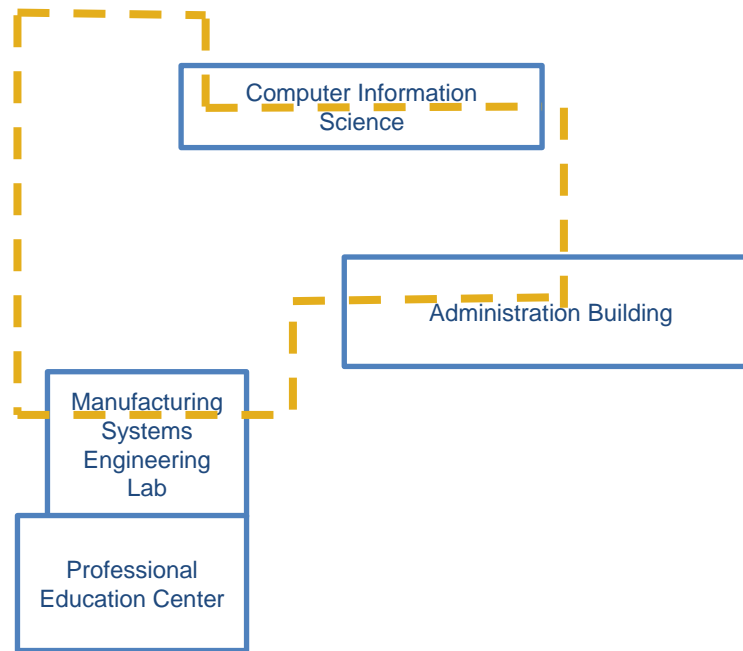 Computer Information
Science
Administration Building
Manufacturing
Systems
Engineering
Lab
Professional
Education Center